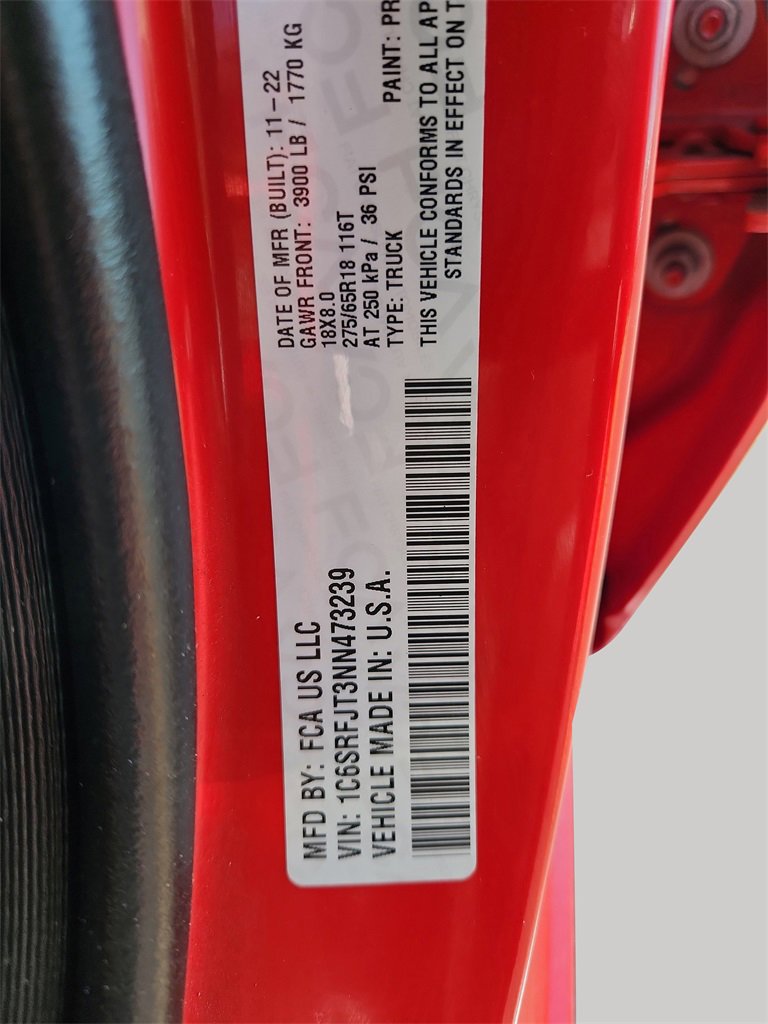 MFD BY: FCA US LLC
VIN: 1C6SRFJT3NN473239
VEHICLE MADE IN: U.S.A.
DATE OF MFR (BUILT): 11-22
GAWR FRONT: 3900 LB / 1770 KG
18X8.0
275/65R18 116T
AT 250 kPa / 36 PSI
TYPE: TRUCK PAINT: PR
THIS VEHICLE CONFORMS TO ALL AP
STANDARDS IN EFFECT ON T